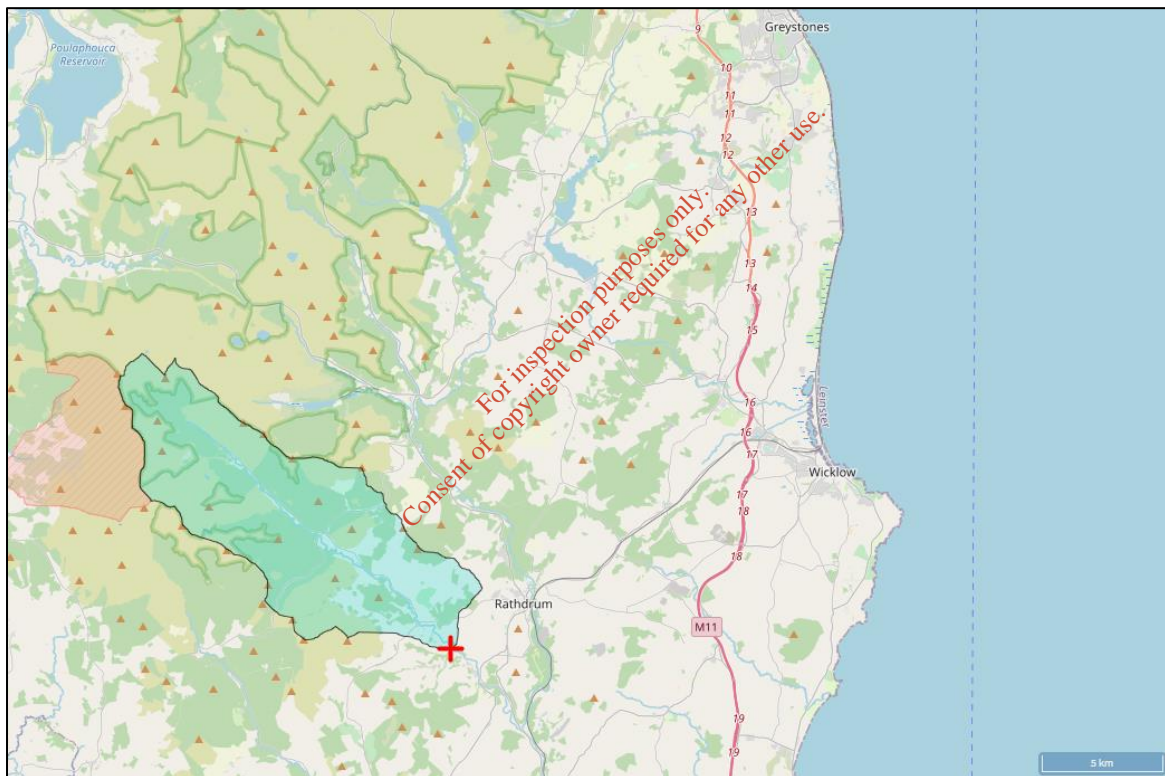 Greystones
Poulaphouca
Reservoir
9
10
11
11
12
12
For inspection purposes only.
Consent of copyright owner required for any other use.
13
13
14
15
Leinster
16
16
Wicklow
17
17
18
18
Rathdrum
M11
19
19
5 km